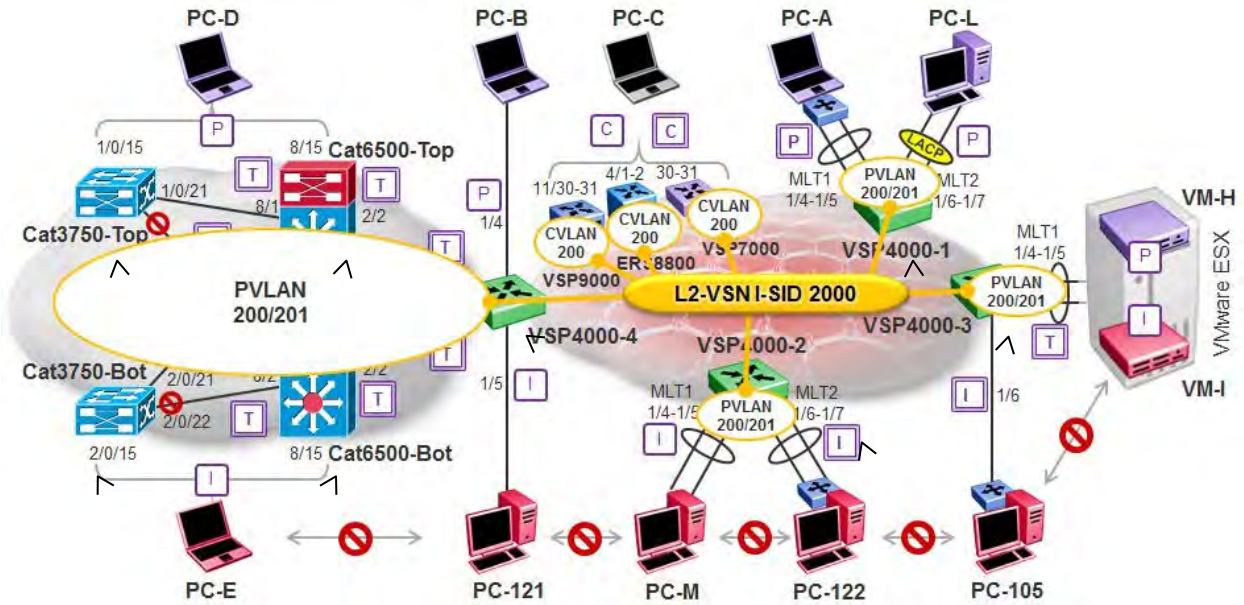 PC-D
PC-B
PC-C
PC-A
PC-L
P
C
C
P
LACP
P
1/0/15
8/15
Cat6500-Top
T
T
11/30-31
4/1-2
30-31
MLT1
1/4-1/5
PVLAN
200/201
MLT2
1/6-1/7
1/0/21
8/1
2/2
P
1/4
CVLAN
200
CVLAN
200
CVLAN
200
VM-H
Cat3750-Top
T
VSP9000
ERS8800
VSP7000
VSP4000-1
MLT1
1/4-1/5
P
PVLAN
200/201
L2-VSN I-SID 2000
PVLAN
200/201
VSP4000-4
VSP4000-3
T
I
VMware ESX
VM-I
VSP4000-2
T
Cat3750-Bot
2/0/21
2/0/22
T
2/2
T
1/5
I
MLT1
1/4-1/5
PVLAN
200/201
MLT2
1/6-1/7
I
1/6
I
I
2/0/15
8/15
Cat6500-Bot
I
PC-E
PC-121
PC-M
PC-122
PC-105